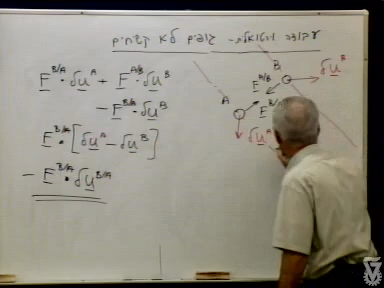 עבודה וירטואלית - גופים לא קשיחים
F^{B/A} · δu^A + F^{A/B} · δu^B
- F^{B/A} · δu^B
F^{B/A} · [δu^A - δu^B]
- F^{B/A} · δu^{B/A}
B
δu^B
F^{A/B}
A
F^{B/A}
δu^A